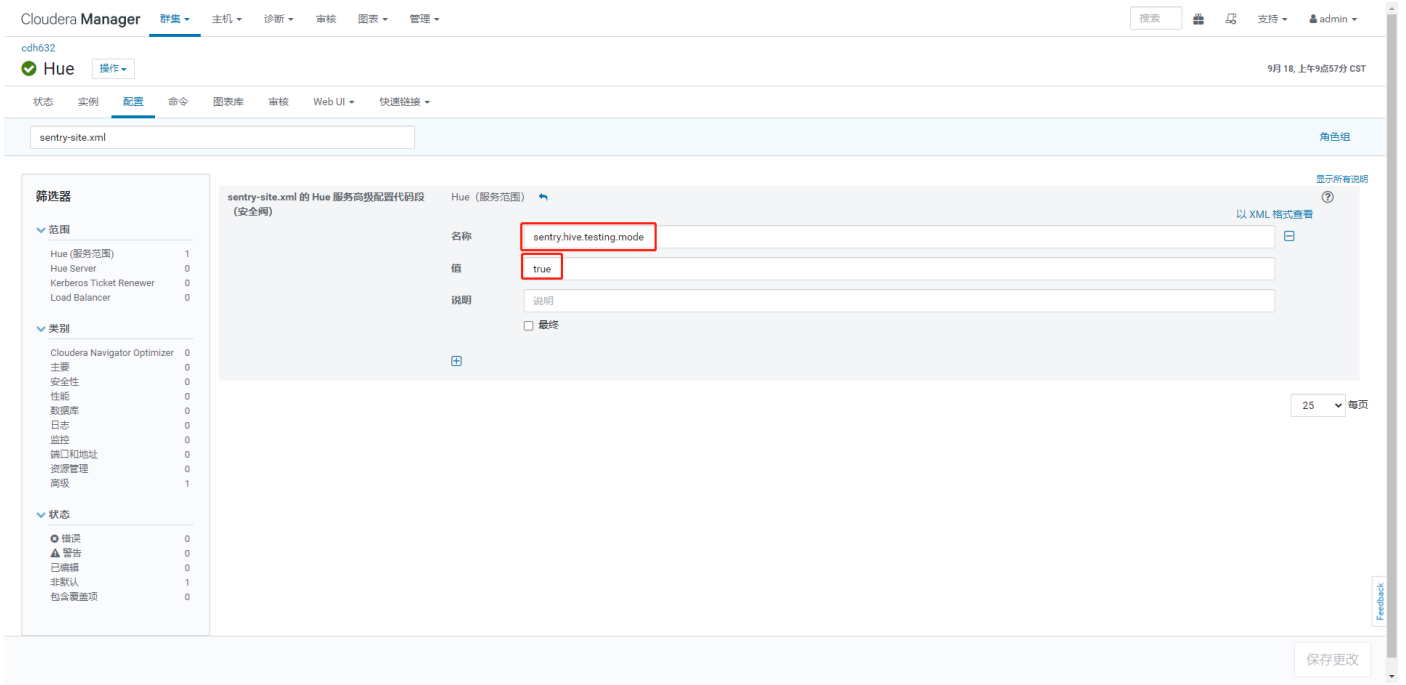 Cloudera Manager 群集 主机 诊断 审核 图表 管理 搜索 支持 admin
cdh632
Hue 操作 9月 18, 上午9点57分 CST
状态 实例 配置 命令 图表库 审核 Web UI 快速链接
sentry-site.xml 角色组
显示所有说明
筛选器
范围
Hue (服务范围) 1
Hue Server 0
Kerberos Ticket Renewer 0
Load Balancer 0
类别
Cloudera Navigator Optimizer 0
主要 0
安全性 0
性能 0
数据库 0
日志 0
监控 0
端口和地址 0
资源管理 0
高级 1
状态
错误 0
警告 0
已编辑 0
非默认 1
包含覆盖项 0
sentry-site.xml 的 Hue 服务高级配置代码段
(安全阀)
Hue(服务范围)
以 XML 格式查看
名称 sentry.hive.testing.mode
值 true
说明 说明
最终
25 每页
Feedback
保存更改